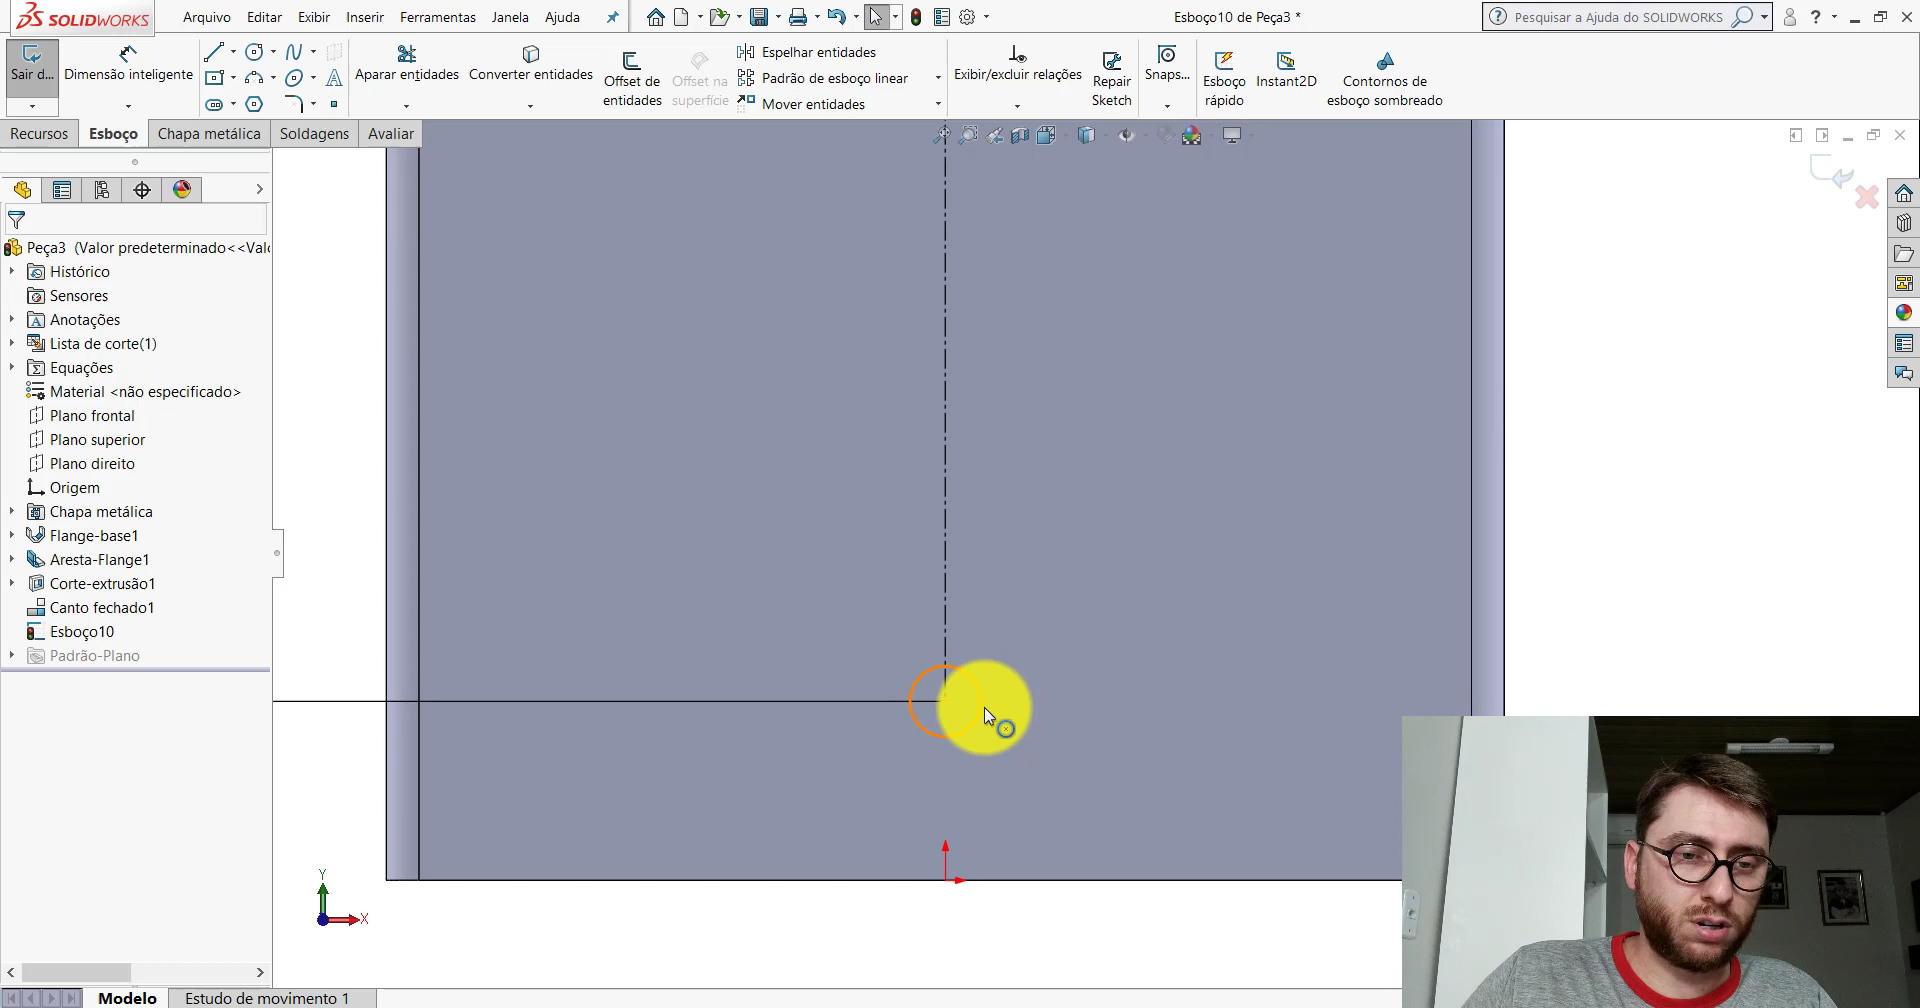 SOLIDWORKS
Arquivo Editar Exibir Inserir Ferramentas Janela Ajuda
Esboço10 de Peça3 *
Pesquisar a Ajuda do SOLIDWORKS
Sair d...
Dimensão inteligente
Aparar entidades
Converter entidades
Offset de
entidades
Offset na
superfície
Espelhar entidades
Padrão de esboço linear
Mover entidades
Exibir/excluir relações
Repair
Sketch
Snaps...
Esboço
rápido
Instant2D
Contornos de
esboço sombreado
Recursos Esboço Chapa metálica Soldagens Avaliar
Peça3 (Valor predeterminado<<Valo
Histórico
Sensores
Anotações
Lista de corte(1)
Equações
Material <não especificado>
Plano frontal
Plano superior
Plano direito
Origem
Chapa metálica
Flange-base1
Aresta-Flange1
Corte-extrusão1
Canto fechado1
Esboço10
Padrão-Plano
Y
X
Modelo Estudo de movimento 1